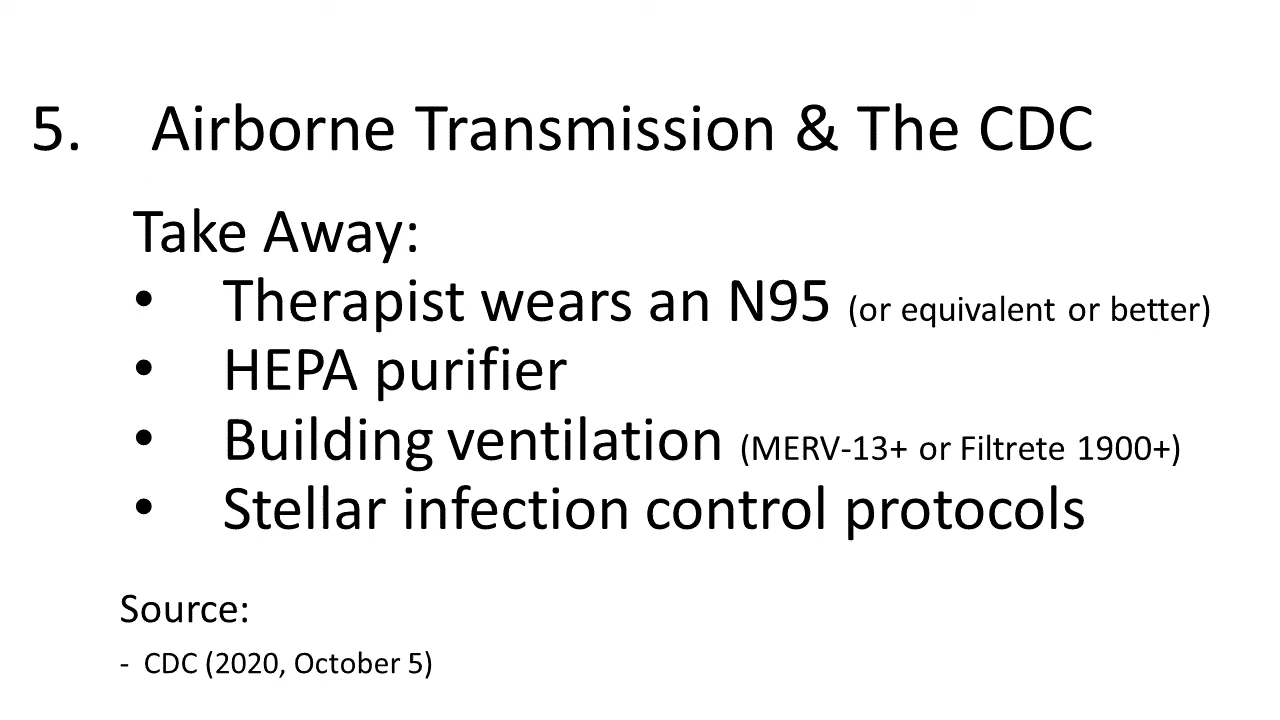 5. Airborne Transmission & The CDC
Take Away:
• Therapist wears an N95 (or equivalent or better)
• HEPA purifier
• Building ventilation (MERV-13+ or Filtrete 1900+)
• Stellar infection control protocols
Source:
- CDC (2020, October 5)